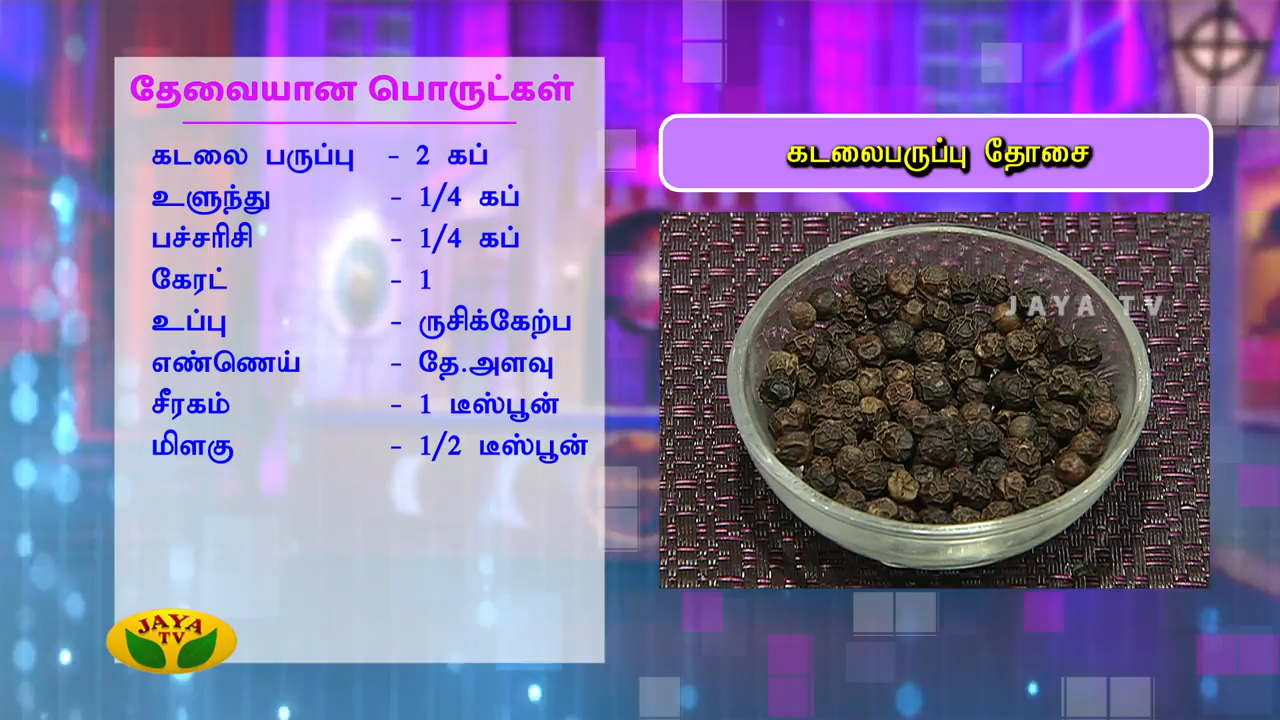 தேவையான பொருட்கள்
கடலை பருப்பு - 2 கப்
உளுந்து - 1/4 கப்
பச்சரிசி - 1/4 கப்
கேரட் - 1
உப்பு - ருசிக்கேற்ப
எண்ணெய் - தே.அளவு
சீரகம் - 1 டீஸ்பூன்
மிளகு - 1/2 டீஸ்பூன்
கடலைபருப்பு தோசை
JAYA TV
JAYA
TV